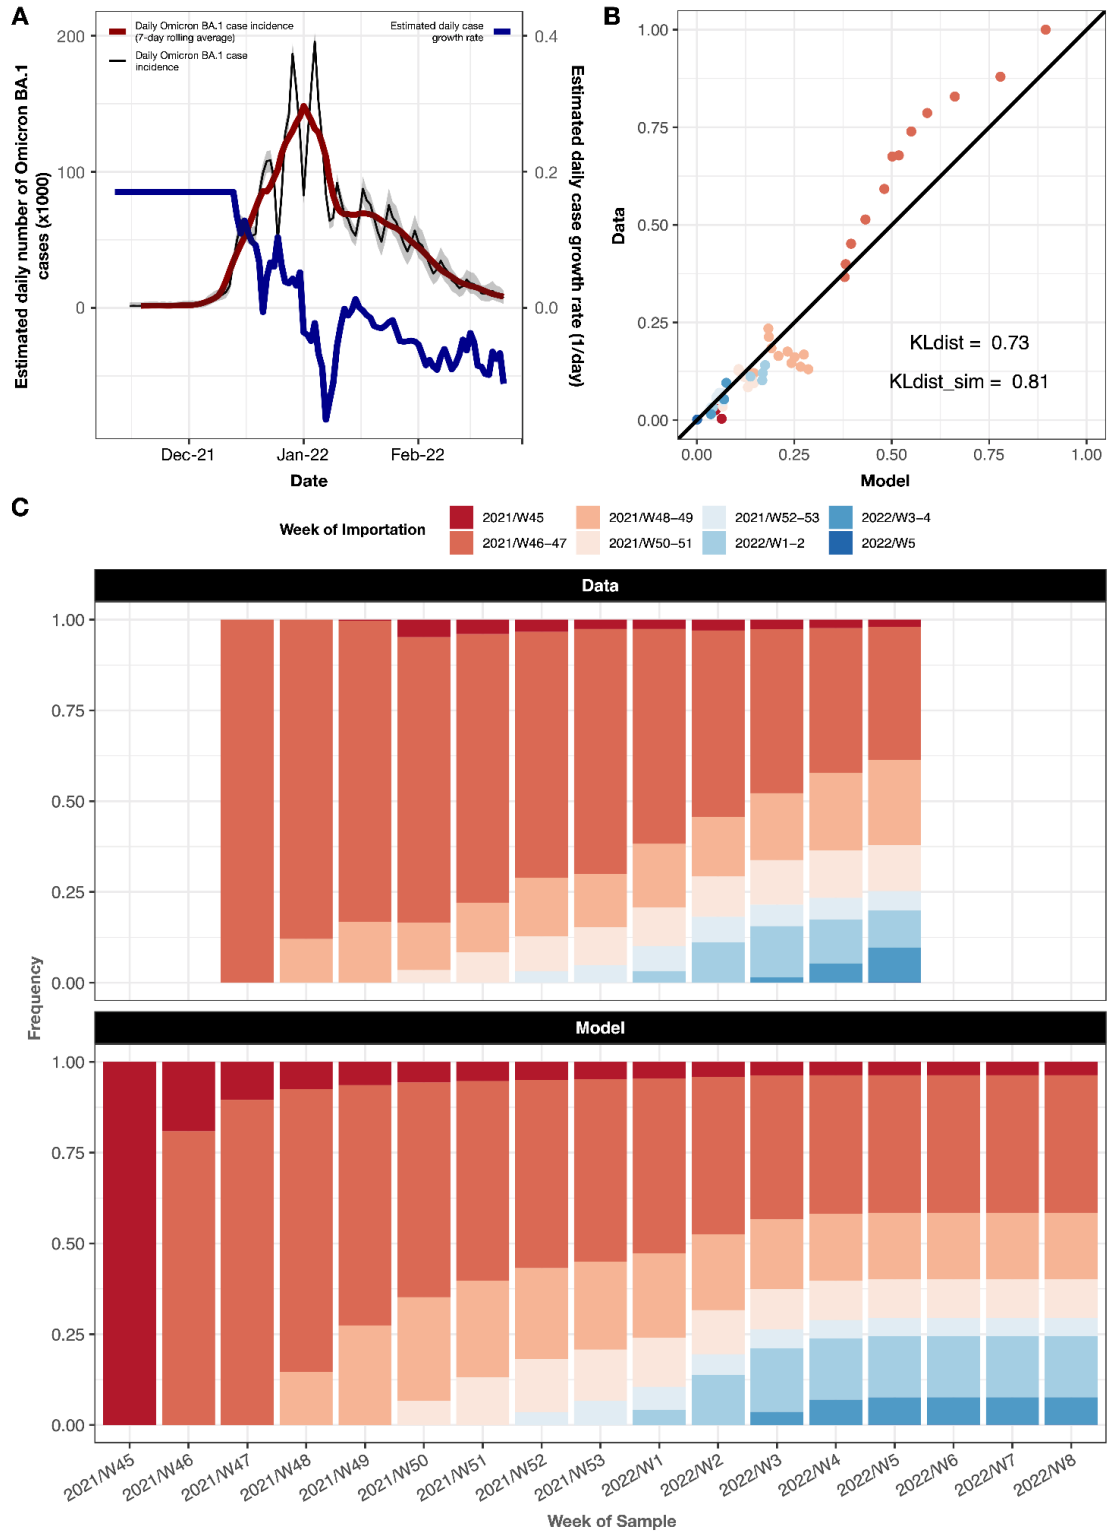 A
Estimated daily number of Omicron BA.1
cases (x1000)
200
100
0
Daily Omicron BA.1 case incidence
(7-day rolling average)
Daily Omicron BA.1 case
incidence
Estimated daily case
growth rate
0.4
0.2
0.0
Estimated daily case growth rate (1/day)
Dec-21
Jan-22
Feb-22
Date
B
Data
1.00
0.75
0.50
0.25
0.00
KLdist = 0.73
KLdist_sim = 0.81
0.00
0.25
0.50
0.75
1.00
Model
C
Week of Importation
2021/W45
2021/W46-47
2021/W48-49
2021/W50-51
2021/W52-53
2022/W1-2
2022/W3-4
2022/W5
Data
1.00
0.75
0.50
0.25
0.00
Frequency
Model
1.00
0.75
0.50
0.25
0.00
2021/W45
2021/W46
2021/W47
2021/W48
2021/W49
2021/W50
2021/W51
2021/W52
2021/W53
2022/W1
2022/W2
2022/W3
2022/W4
2022/W5
2022/W6
2022/W7
2022/W8
Week of Sample